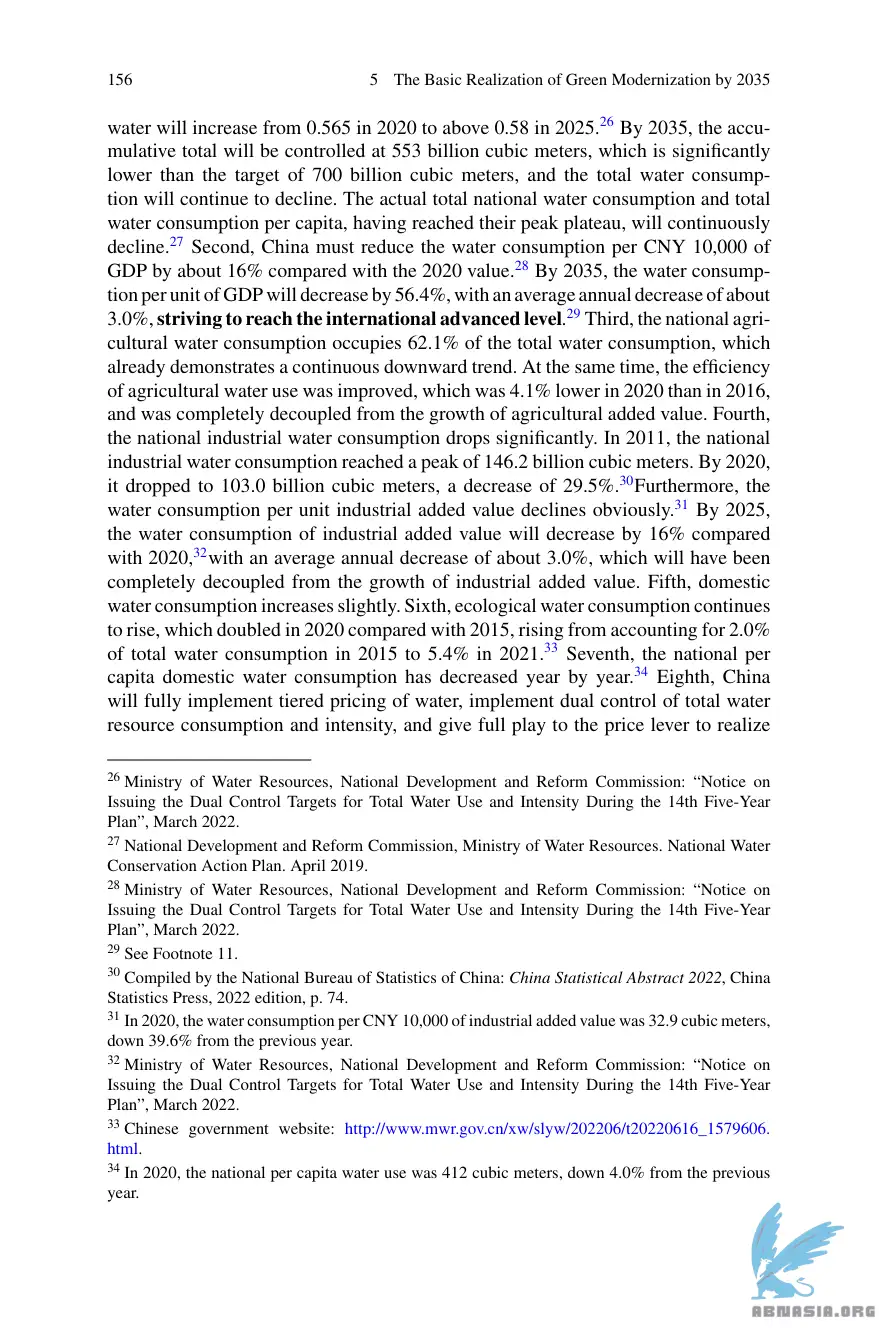 156
5 The Basic Realization of Green Modernization by 2035
water will increase from 0.565 in 2020 to above 0.58 in 2025.26 By 2035, the accu-
mulative total will be controlled at 553 billion cubic meters, which is significantly
lower than the target of 700 billion cubic meters, and the total water consump-
tion will continue to decline. The actual total national water consumption and total
water consumption per capita, having reached their peak plateau, will continuously
decline.27 Second, China must reduce the water consumption per CNY 10,000 of
GDP by about 16% compared with the 2020 value.28 By 2035, the water consump-
tion per unit of GDP will decrease by 56.4%, with an average annual decrease of about
3.0%, striving to reach the international advanced level.29 Third, the national agri-
cultural water consumption occupies 62.1% of the total water consumption, which
already demonstrates a continuous downward trend. At the same time, the efficiency
of agricultural water use was improved, which was 4.1% lower in 2020 than in 2016,
and was completely decoupled from the growth of agricultural added value. Fourth,
the national industrial water consumption drops significantly. In 2011, the national
industrial water consumption reached a peak of 146.2 billion cubic meters. By 2020,
it dropped to 103.0 billion cubic meters, a decrease of 29.5%.30Furthermore, the
water consumption per unit industrial added value declines obviously.31 By 2025,
the water consumption of industrial added value will decrease by 16% compared
with 2020,32with an average annual decrease of about 3.0%, which will have been
completely decoupled from the growth of industrial added value. Fifth, domestic
water consumption increases slightly. Sixth, ecological water consumption continues
to rise, which doubled in 2020 compared with 2015, rising from accounting for 2.0%
of total water consumption in 2015 to 5.4% in 2021.33 Seventh, the national per
capita domestic water consumption has decreased year by year.34 Eighth, China
will fully implement tiered pricing of water, implement dual control of total water
resource consumption and intensity, and give full play to the price lever to realize
26 Ministry of Water Resources, National Development and Reform Commission: “Notice on
Issuing the Dual Control Targets for Total Water Use and Intensity During the 14th Five-Year
Plan”, March 2022.
27 National Development and Reform Commission, Ministry of Water Resources. National Water
Conservation Action Plan. April 2019.
28 Ministry of Water Resources, National Development and Reform Commission: “Notice on
Issuing the Dual Control Targets for Total Water Use and Intensity During the 14th Five-Year
Plan”, March 2022.
29 See Footnote 11.
30 Compiled by the National Bureau of Statistics of China: China Statistical Abstract 2022, China
Statistics Press, 2022 edition, p. 74.
31 In 2020, the water consumption per CNY 10,000 of industrial added value was 32.9 cubic meters,
down 39.6% from the previous year.
32 Ministry of Water Resources, National Development and Reform Commission: “Notice on
Issuing the Dual Control Targets for Total Water Use and Intensity During the 14th Five-Year
Plan”, March 2022.
33 Chinese government website: http://www.mwr.gov.cn/xw/slyw/202206/t20220616_1579606.
html.
34 In 2020, the national per capita water use was 412 cubic meters, down 4.0% from the previous
year.
ABNASIA.ORG